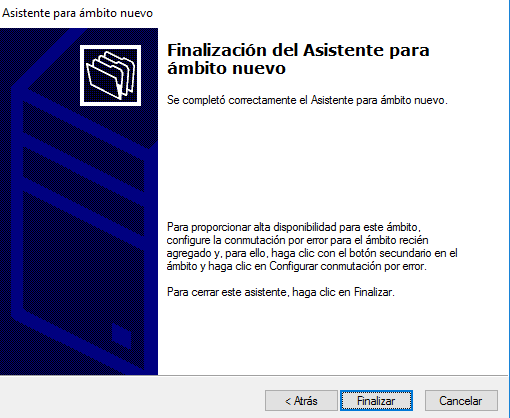 Asistente para ámbito nuevo
Finalización del Asistente para
ámbito nuevo
Se completó correctamente el Asistente para ámbito nuevo.
Para proporcionar alta disponibilidad para este ámbito,
configure la conmutación por error para el ámbito recién
agregado y, para ello, haga clic con el botón secundario en el
ámbito y haga clic en Configurar conmutación por error.
Para cerrar este asistente, haga clic en Finalizar.
< Atrás
Finalizar
Cancelar